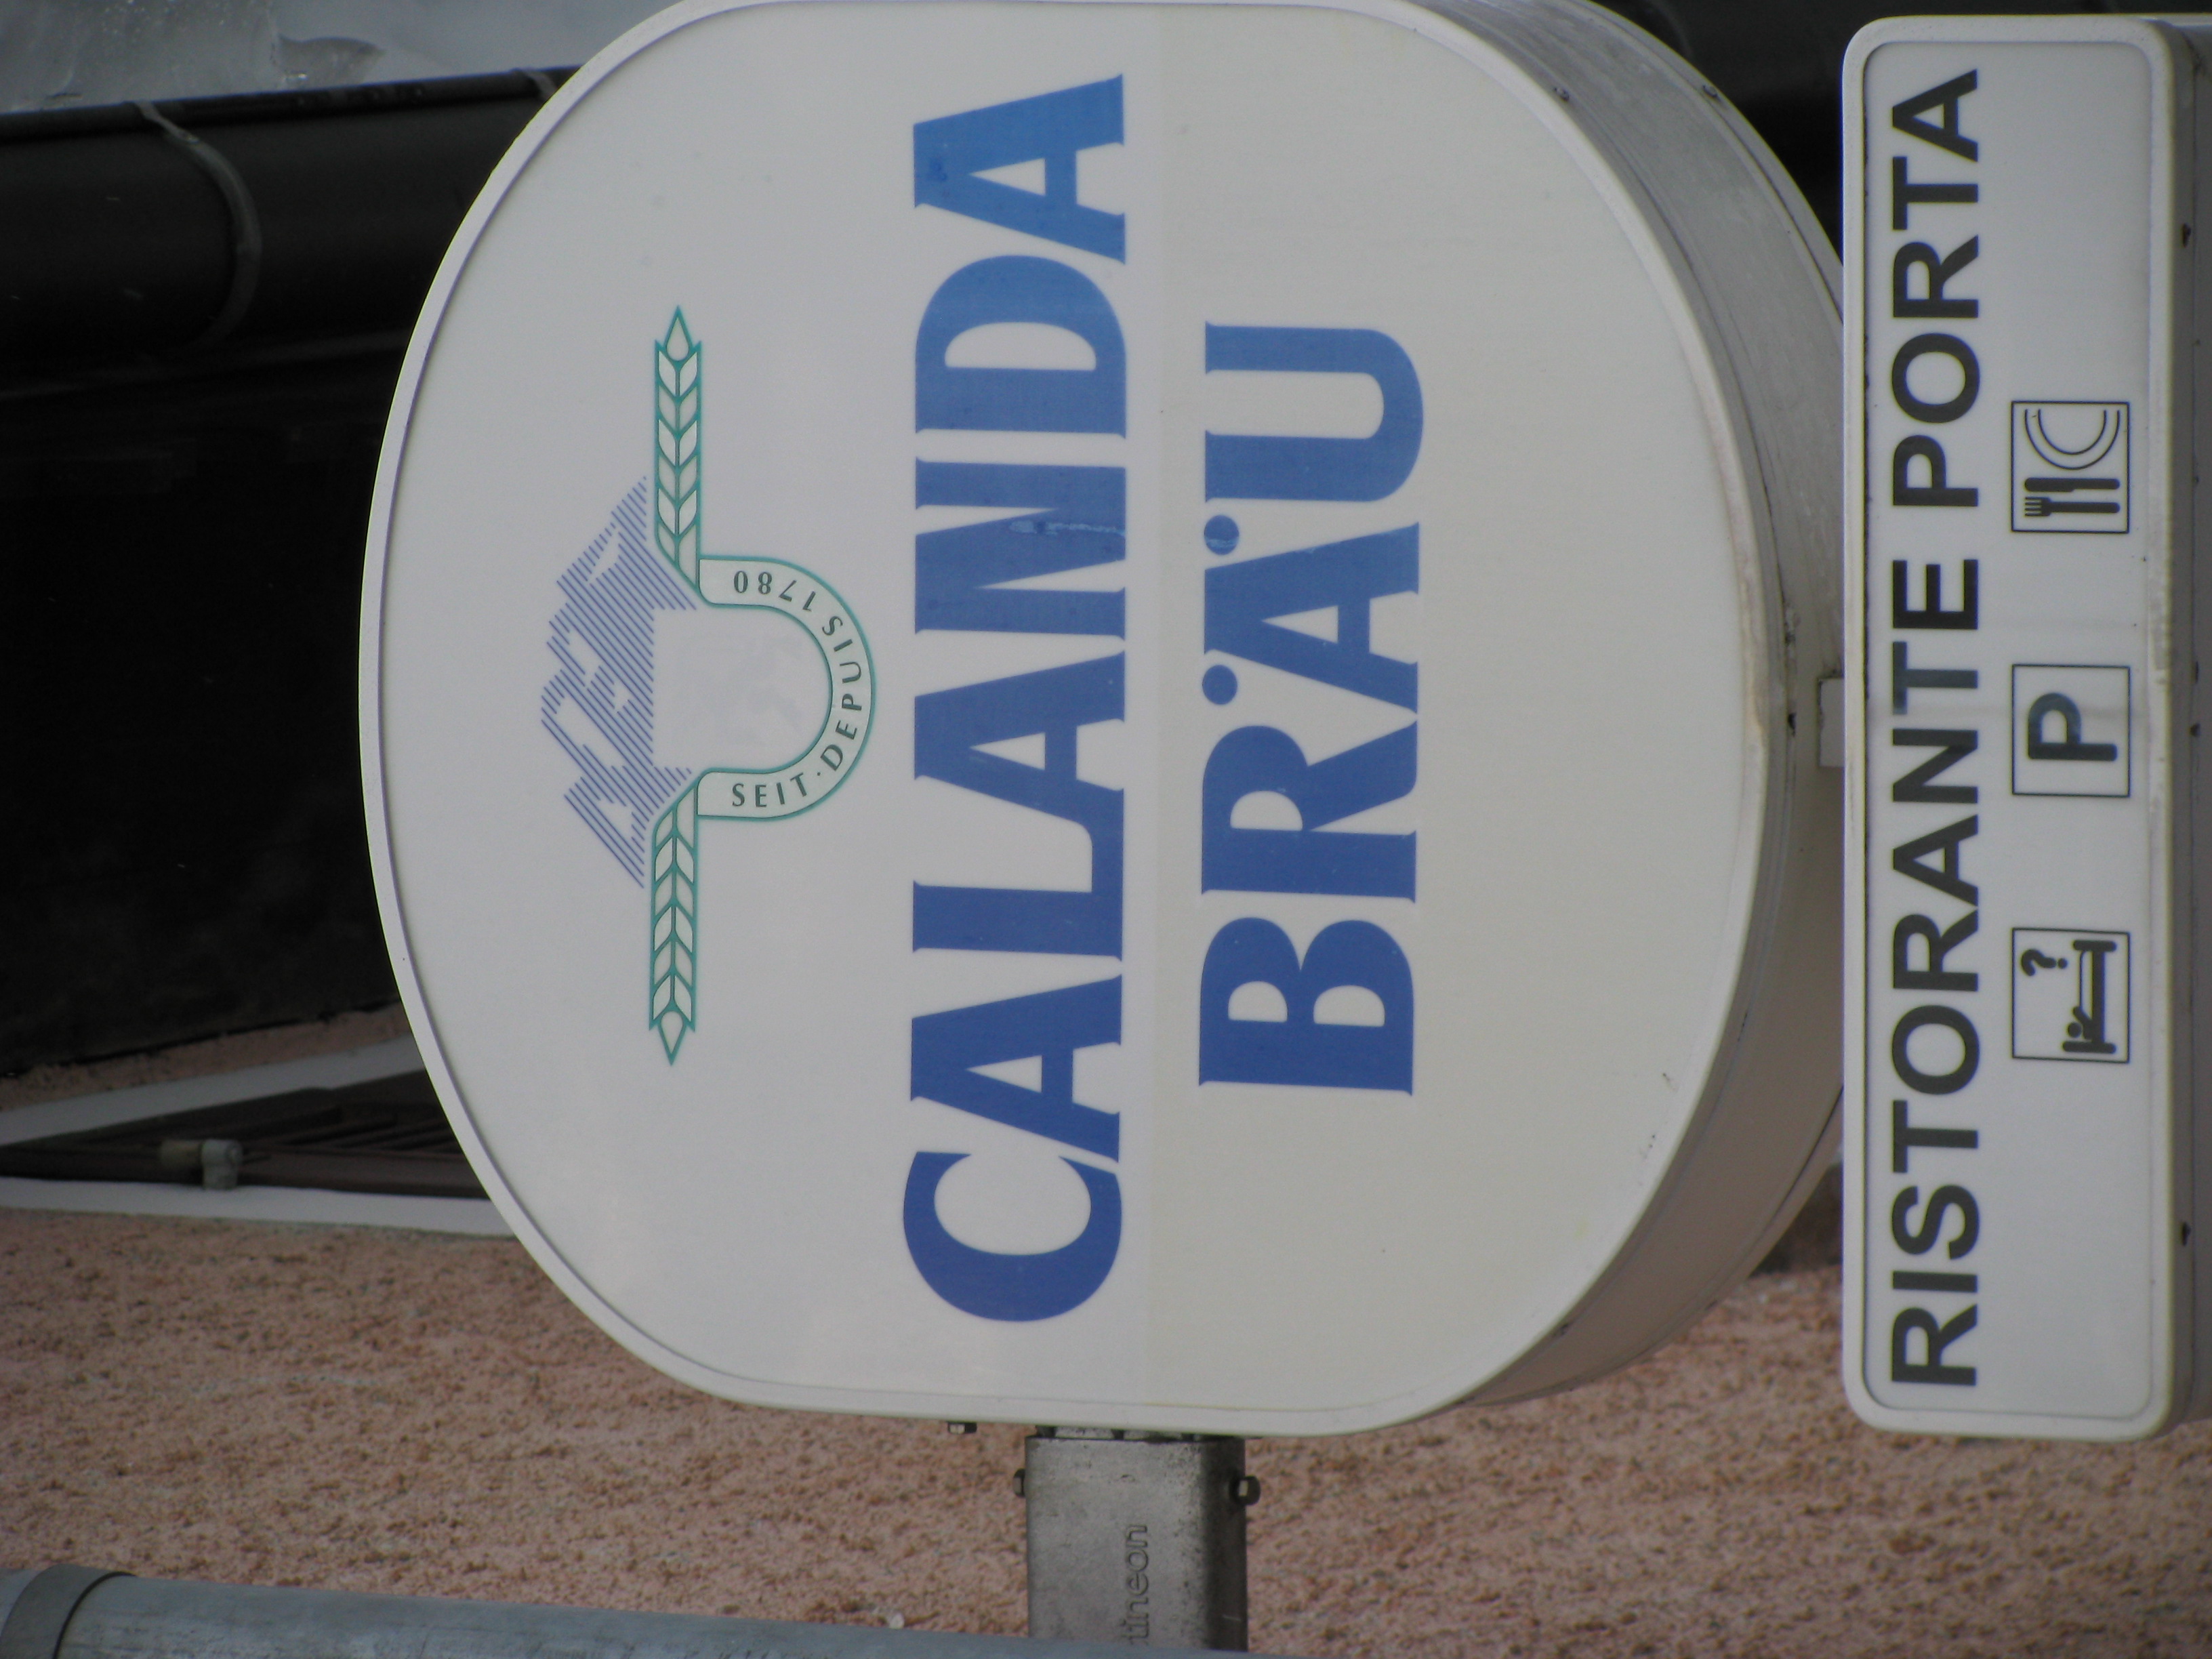 SEIT · DEPUIS 1780
CALANDA
BRÄU
RISTORANTE PORTA
P